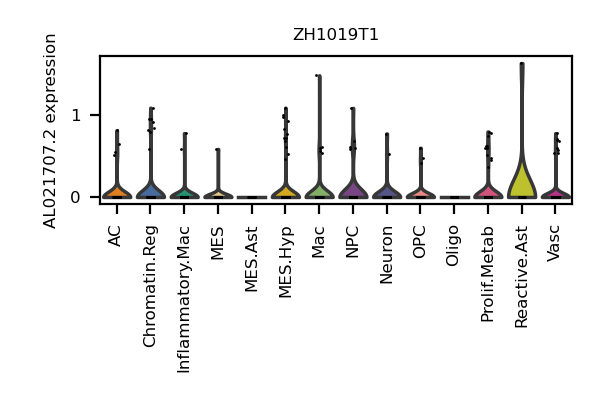 ZH1019T1
AL021707.2 expression
1
0
AC
Chromatin.Reg
Inflammatory.Mac
MES
MES.Ast
MES.Hyp
Mac
NPC
Neuron
OPC
Oligo
Prolif.Metab
Reactive.Ast
Vasc